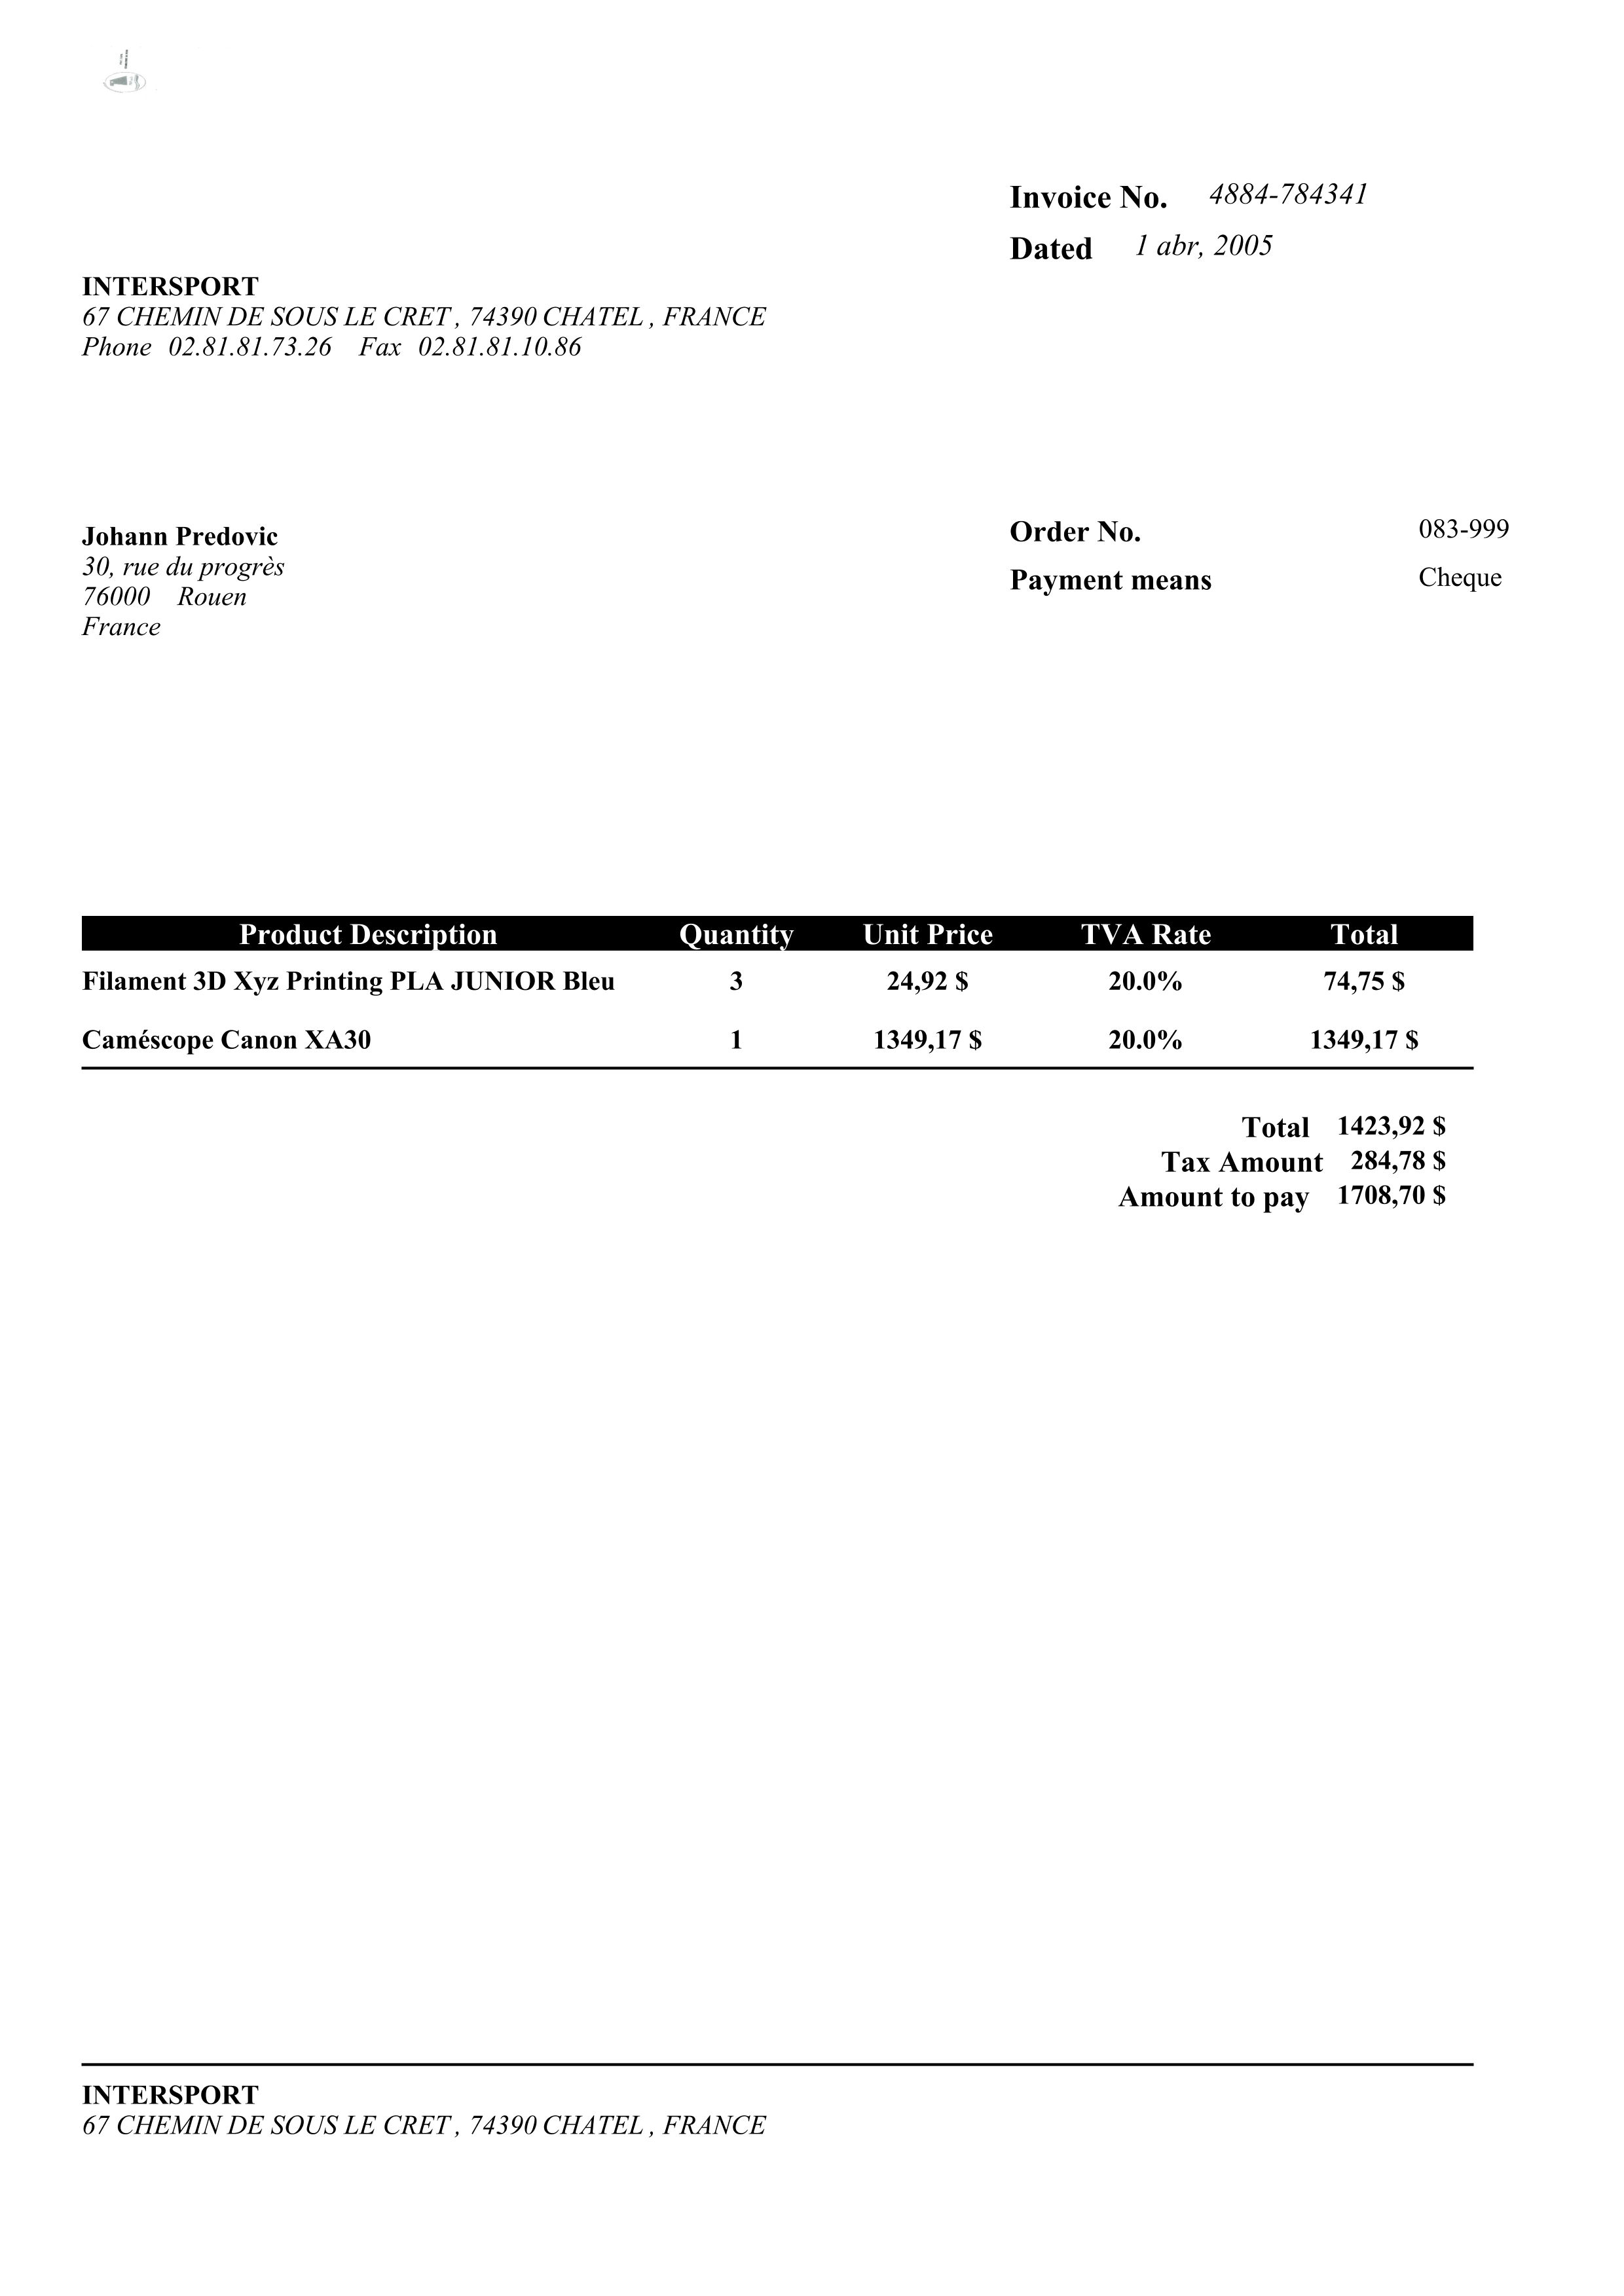 Invoice No. 4884-784341
Dated 1 abr, 2005
INTERSPORT
67 CHEMIN DE SOUS LE CRET , 74390 CHATEL , FRANCE
Phone 02.81.81.73.26 Fax 02.81.81.10.86
Johann Predovic
30, rue du progrès
76000 Rouen
France
Order No. 083-999
Payment means Cheque
Product Description Quantity Unit Price TVA Rate Total
Filament 3D Xyz Printing PLA JUNIOR Bleu 3 24,92 $ 20.0% 74,75 $
Caméscope Canon XA30 1 1349,17 $ 20.0% 1349,17 $
Total 1423,92 $
Tax Amount 284,78 $
Amount to pay 1708,70 $
INTERSPORT
67 CHEMIN DE SOUS LE CRET , 74390 CHATEL , FRANCE